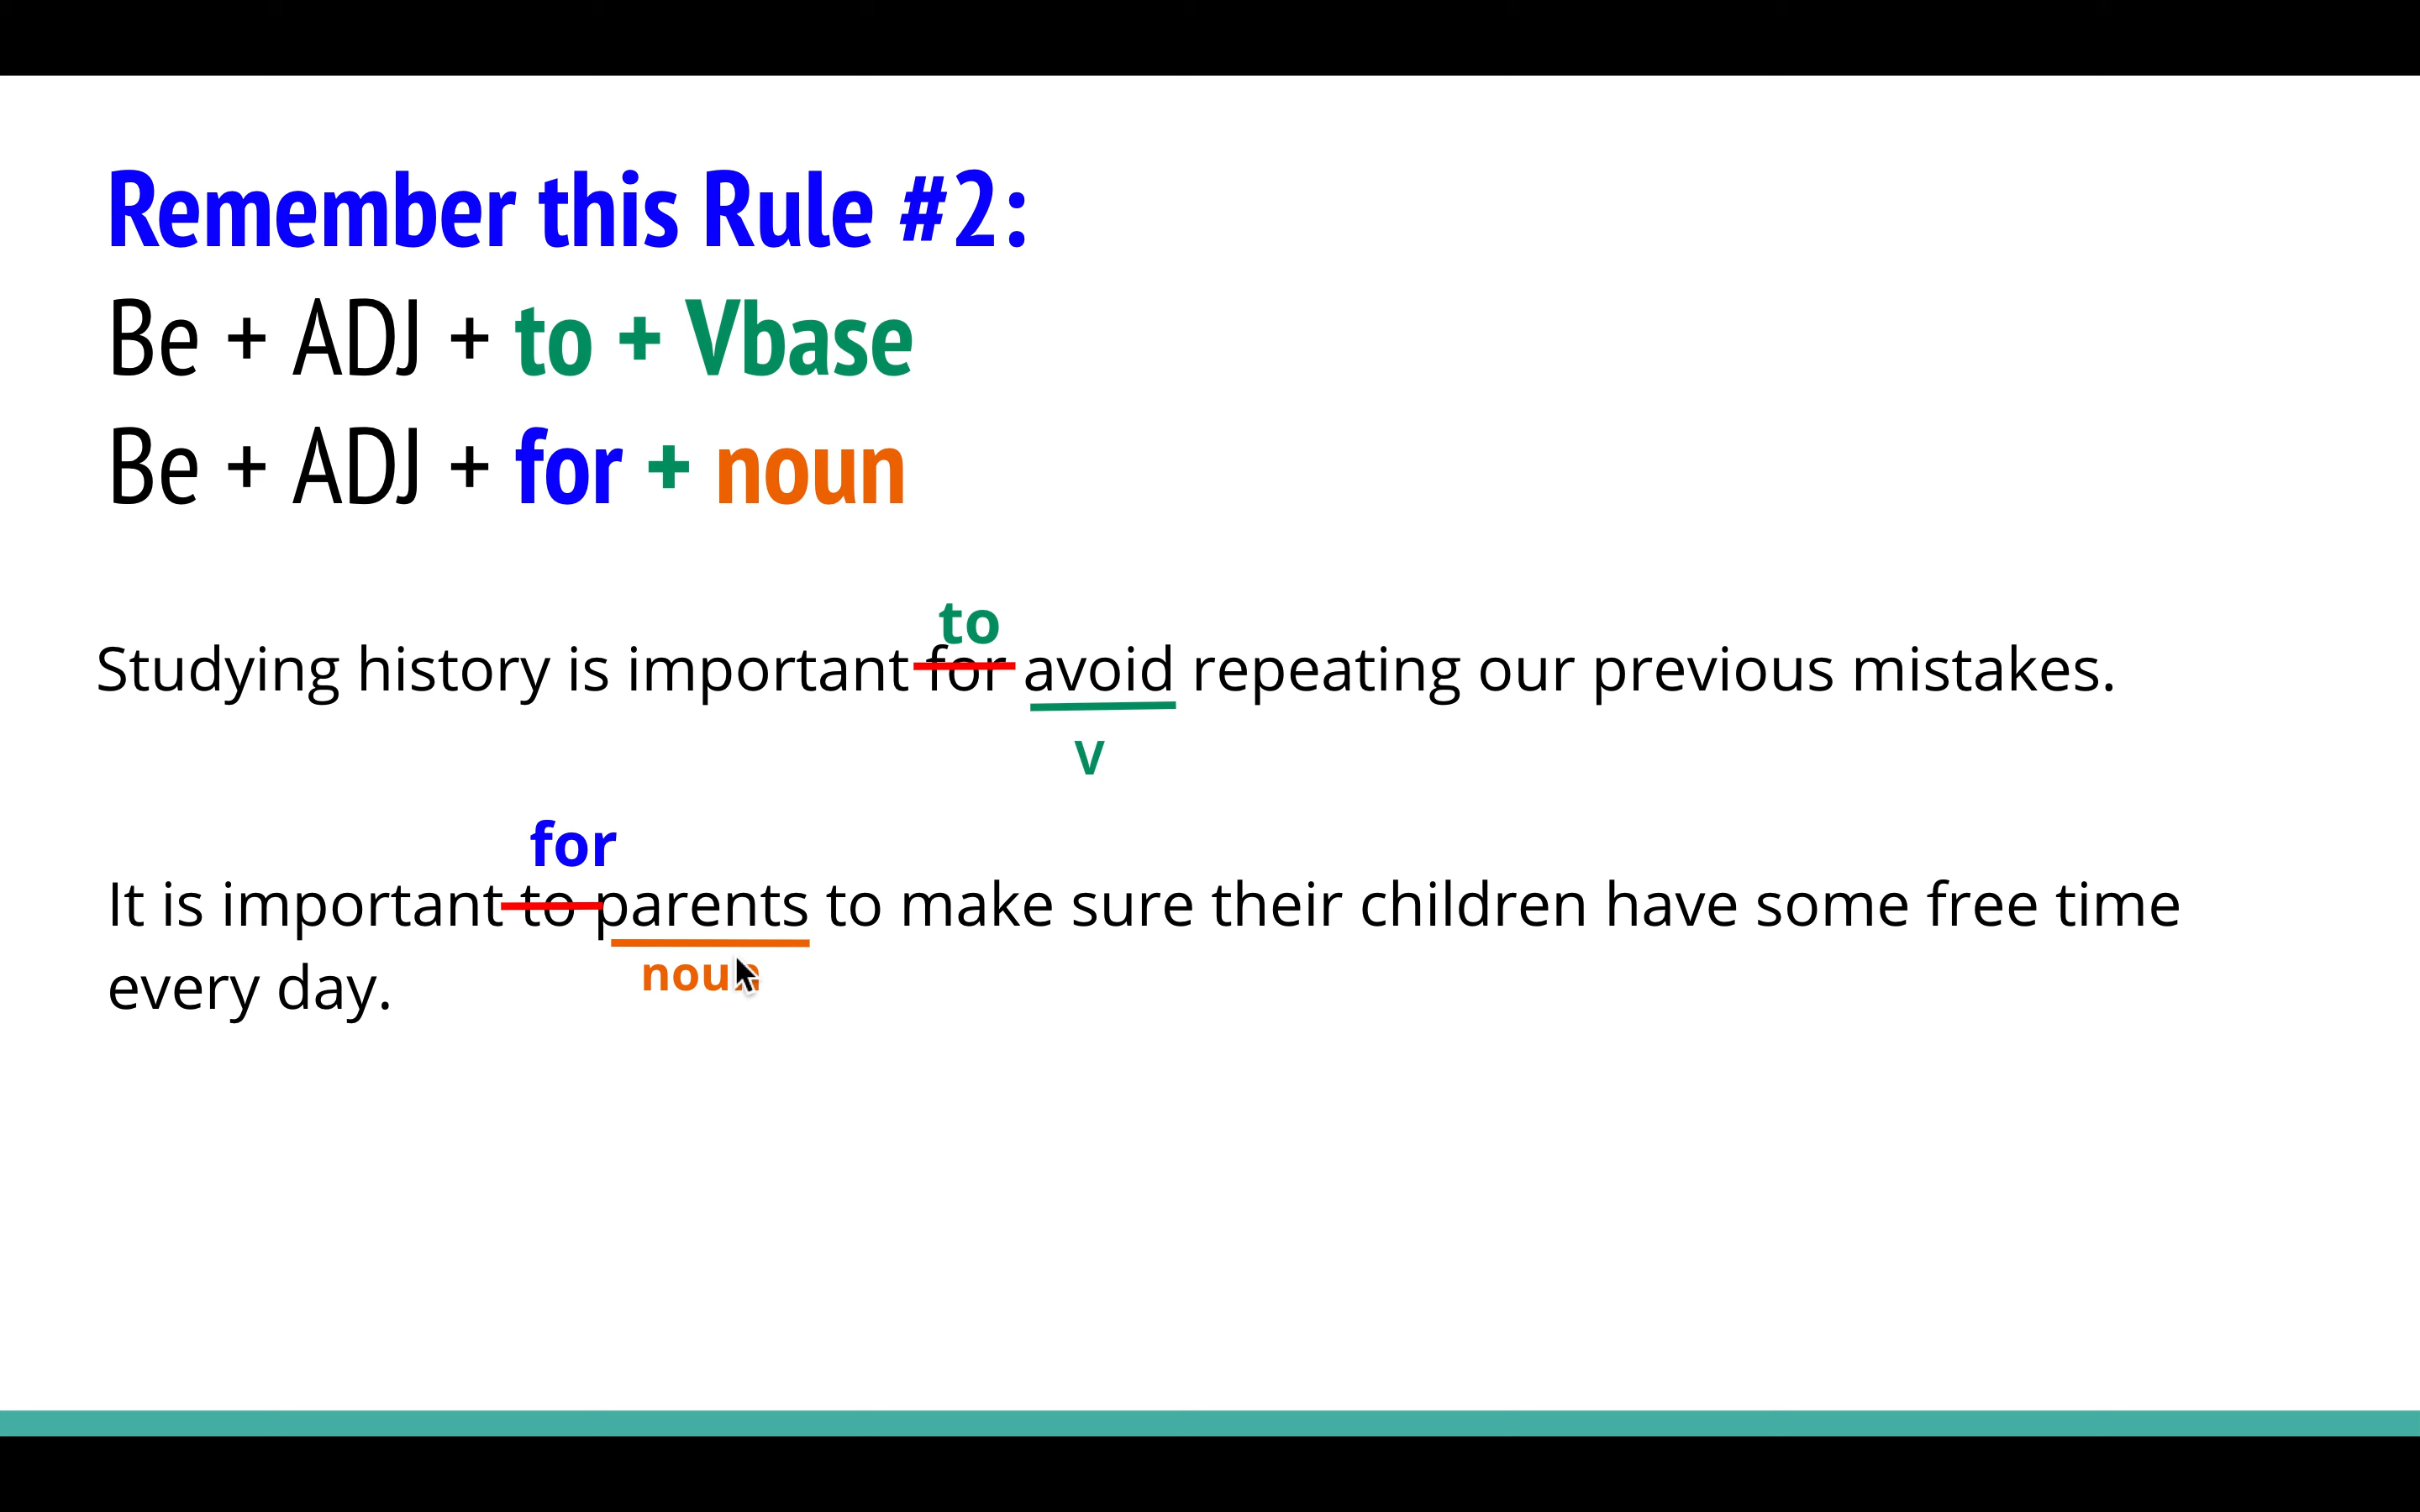 Remember this Rule #2:
Be + ADJ + to + Vbase
Be + ADJ + for + noun
to
Studying history is important for avoid repeating our previous mistakes.
V
for
It is important to parents to make sure their children have some free time
noun
every day.